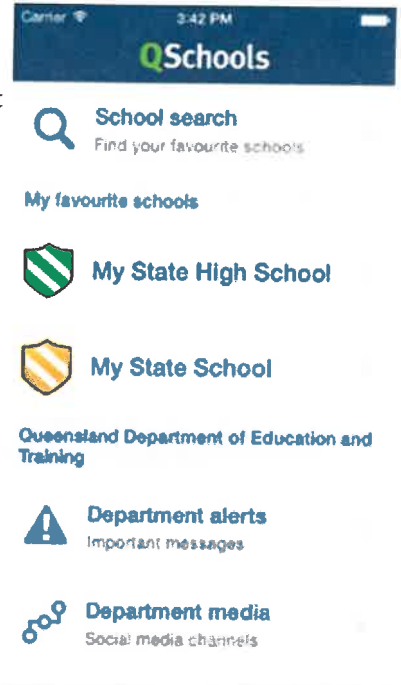 Carrier 3:42 PM
QSchools
School search
Find your favourite schools
My favourite schools
My State High School
My State School
Queensland Department of Education and
Training
Department alerts
Important messages
Department media
Social media channels